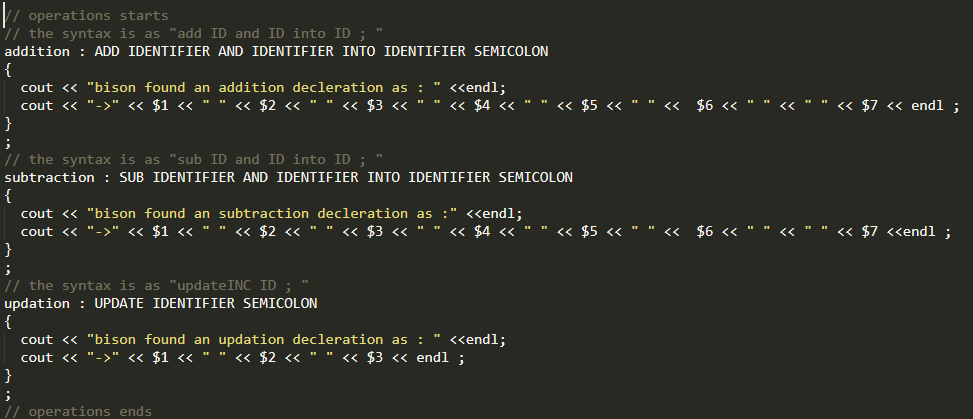 // operations starts
// the syntax is as "add ID and ID into ID ; "
addition : ADD IDENTIFIER AND IDENTIFIER INTO IDENTIFIER SEMICOLON
{
  cout << "bison found an addition decleration as : " <<endl;
  cout << "->" << $1 << " " << $2 << " " << $3 << " " << $4 << " " << $5 << " " <<  $6 << " " << " " << $7 << endl ;
}
;
// the syntax is as "sub ID and ID into ID ; "
subtraction : SUB IDENTIFIER AND IDENTIFIER INTO IDENTIFIER SEMICOLON
{
  cout << "bison found an subtraction decleration as :" <<endl;
  cout << "->" << $1 << " " << $2 << " " << $3 << " " << $4 << " " << $5 << " " <<  $6 << " " << " " << $7 <<endl ;
}
;
// the syntax is as "updateINC ID ; "
updation : UPDATE IDENTIFIER SEMICOLON
{
  cout << "bison found an updation decleration as : " <<endl;
  cout << "->" << $1 << " " << $2 << " " << $3 << endl ;
}
;
// operations ends